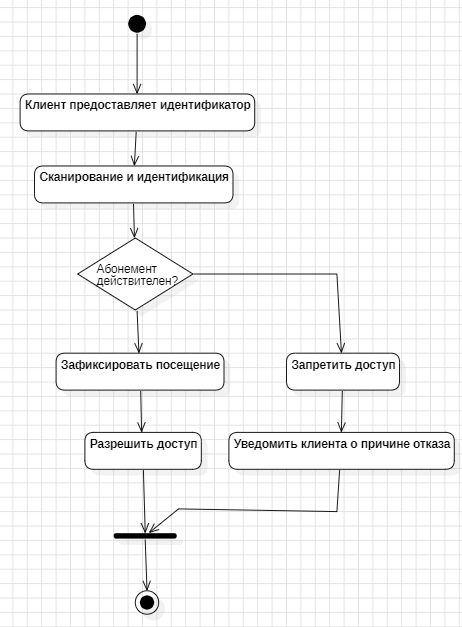 Клиент предоставляет идентификатор
Сканирование и идентификация
Абонемент
действителен?
Зафиксировать посещение
Запретить доступ
Разрешить доступ
Уведомить клиента о причине отказа